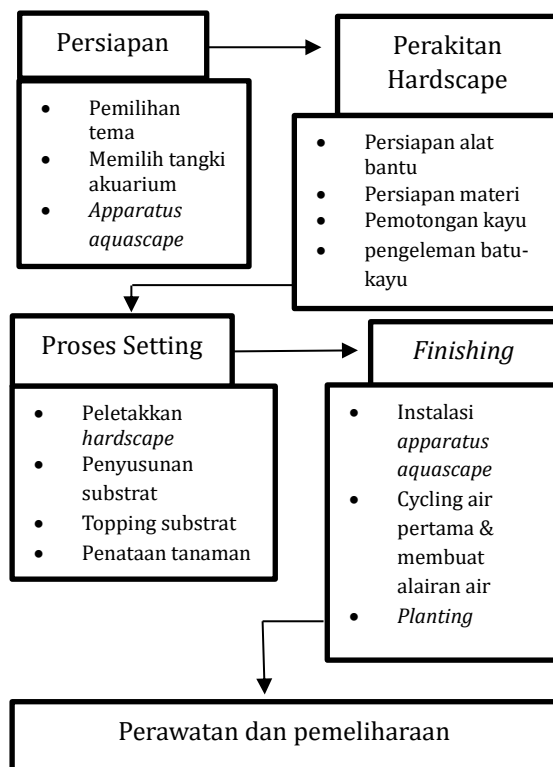 Persiapan
• Pemilihan
tema
• Memilih tangki
akuarium
• Apparatus
aquascape
Perakitan
Hardscape
• Persiapan alat
bantu
• Persiapan materi
• Pemotongan kayu
• pengeleman batu-
kayu
Proses Setting
• Peletakkan
hardscape
• Penyusunan
substrat
• Topping substrat
• Penataan tanaman
Finishing
• Instalasi
apparatus
aquascape
• Cycling air
pertama &
membuat
alairan air
• Planting
Perawatan dan pemeliharaan